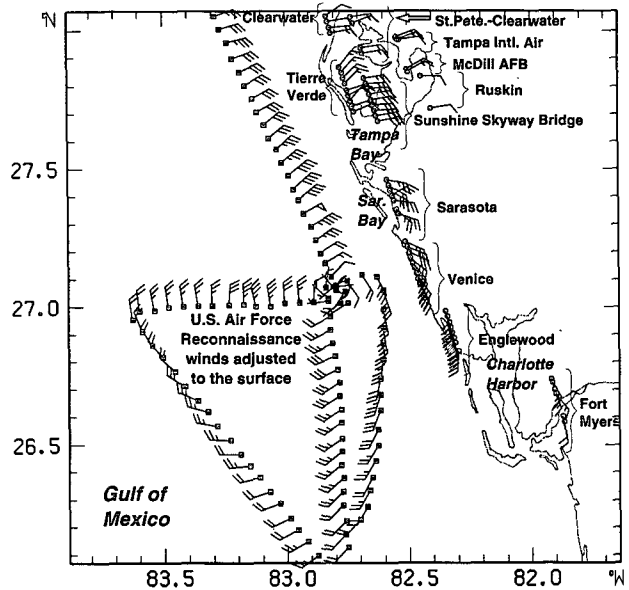 °N
Clearwater
St.Pete.-Clearwater
Tampa Intl. Air
McDill AFB
Tierre
Verde
Ruskin
Sunshine Skyway Bridge
Tampa
Bay
27.5
Sar.
Bay
Sarasota
Venice
27.0
U.S. Air Force
Reconnaissance
winds adjusted
to the surface
Englewood
Charlotte
Harbor
Fort
Myers
26.5
Gulf of
Mexico
83.5
83.0
82.5
82.0
°W